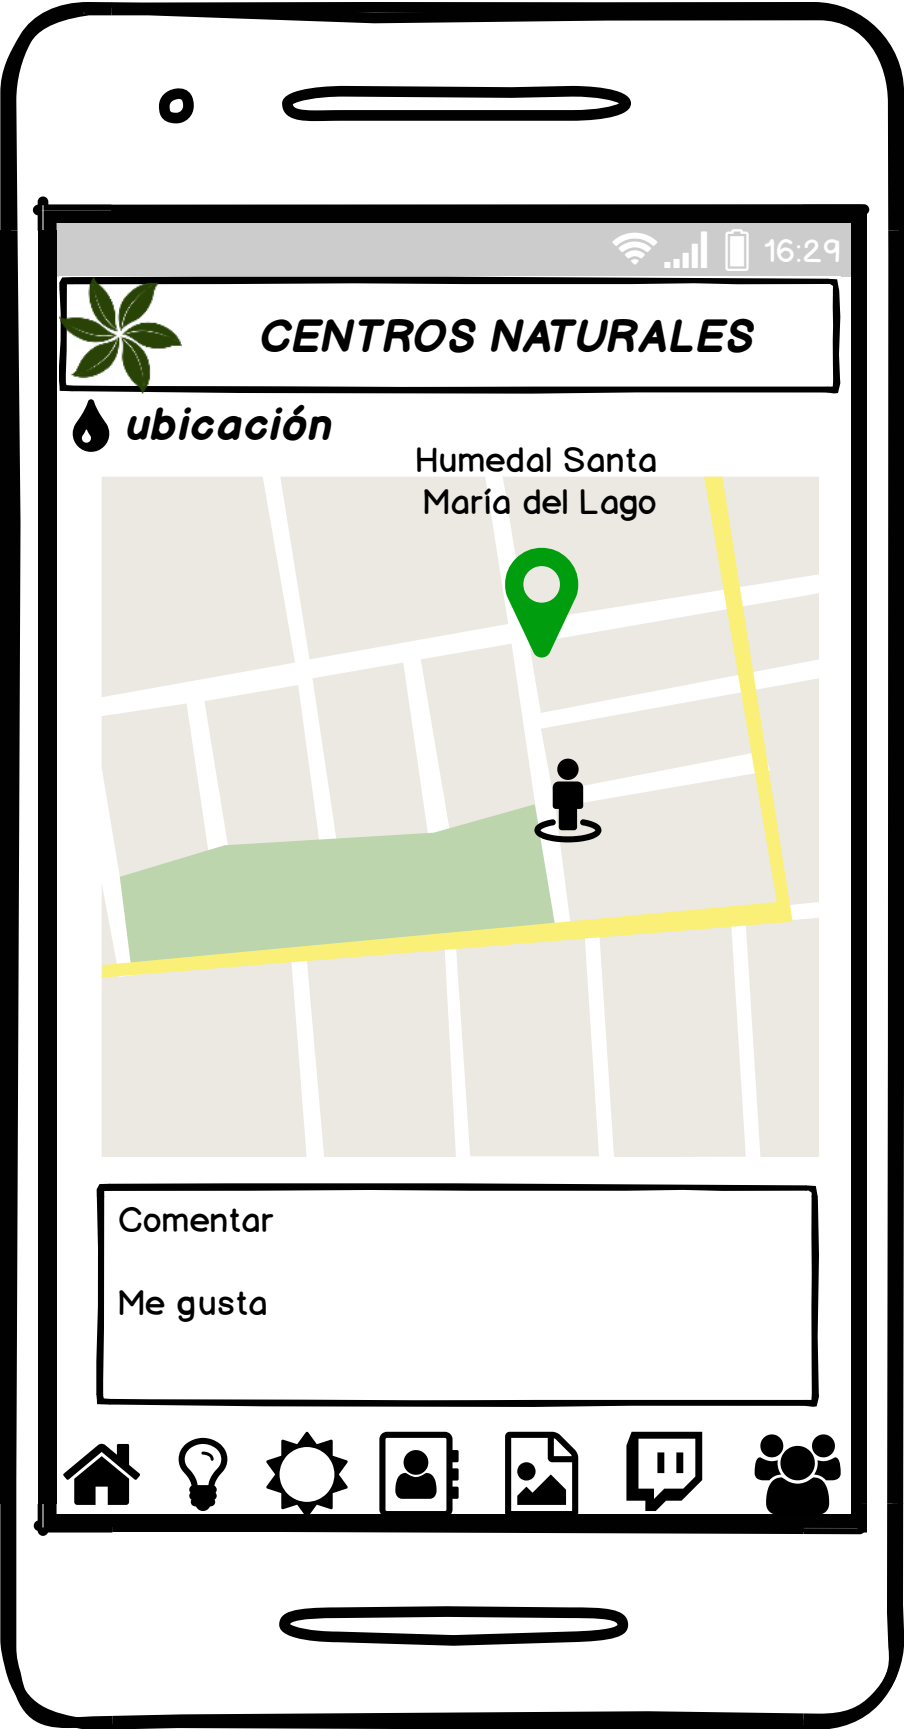 16:29
CENTROS NATURALES
ubicación
Humedal Santa
María del Lago
Comentar
Me gusta